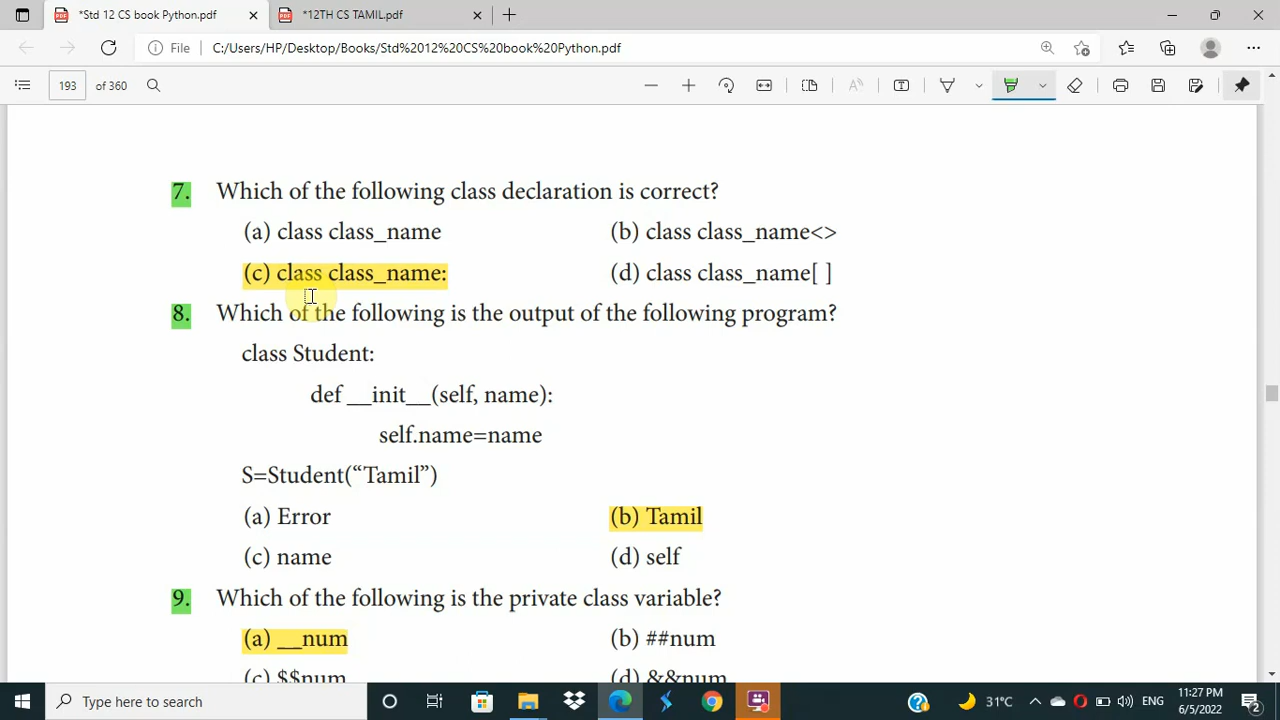 *Std 12 CS book Python.pdf
*12TH CS TAMIL.pdf
File
C:/Users/HP/Desktop/Books/Std%2012%20CS%20book%20Python.pdf
193 of 360
7. Which of the following class declaration is correct?
(a) class class_name (b) class class_name<>
(c) class class_name: (d) class class_name[ ]
8. Which of the following is the output of the following program?
class Student:
def __init__(self, name):
self.name=name
S=Student(“Tamil”)
(a) Error (b) Tamil
(c) name (d) self
9. Which of the following is the private class variable?
(a) __num (b) ##num
(c) $$num (d) &&num
Type here to search
31°C
ENG
11:27 PM
6/5/2022
2